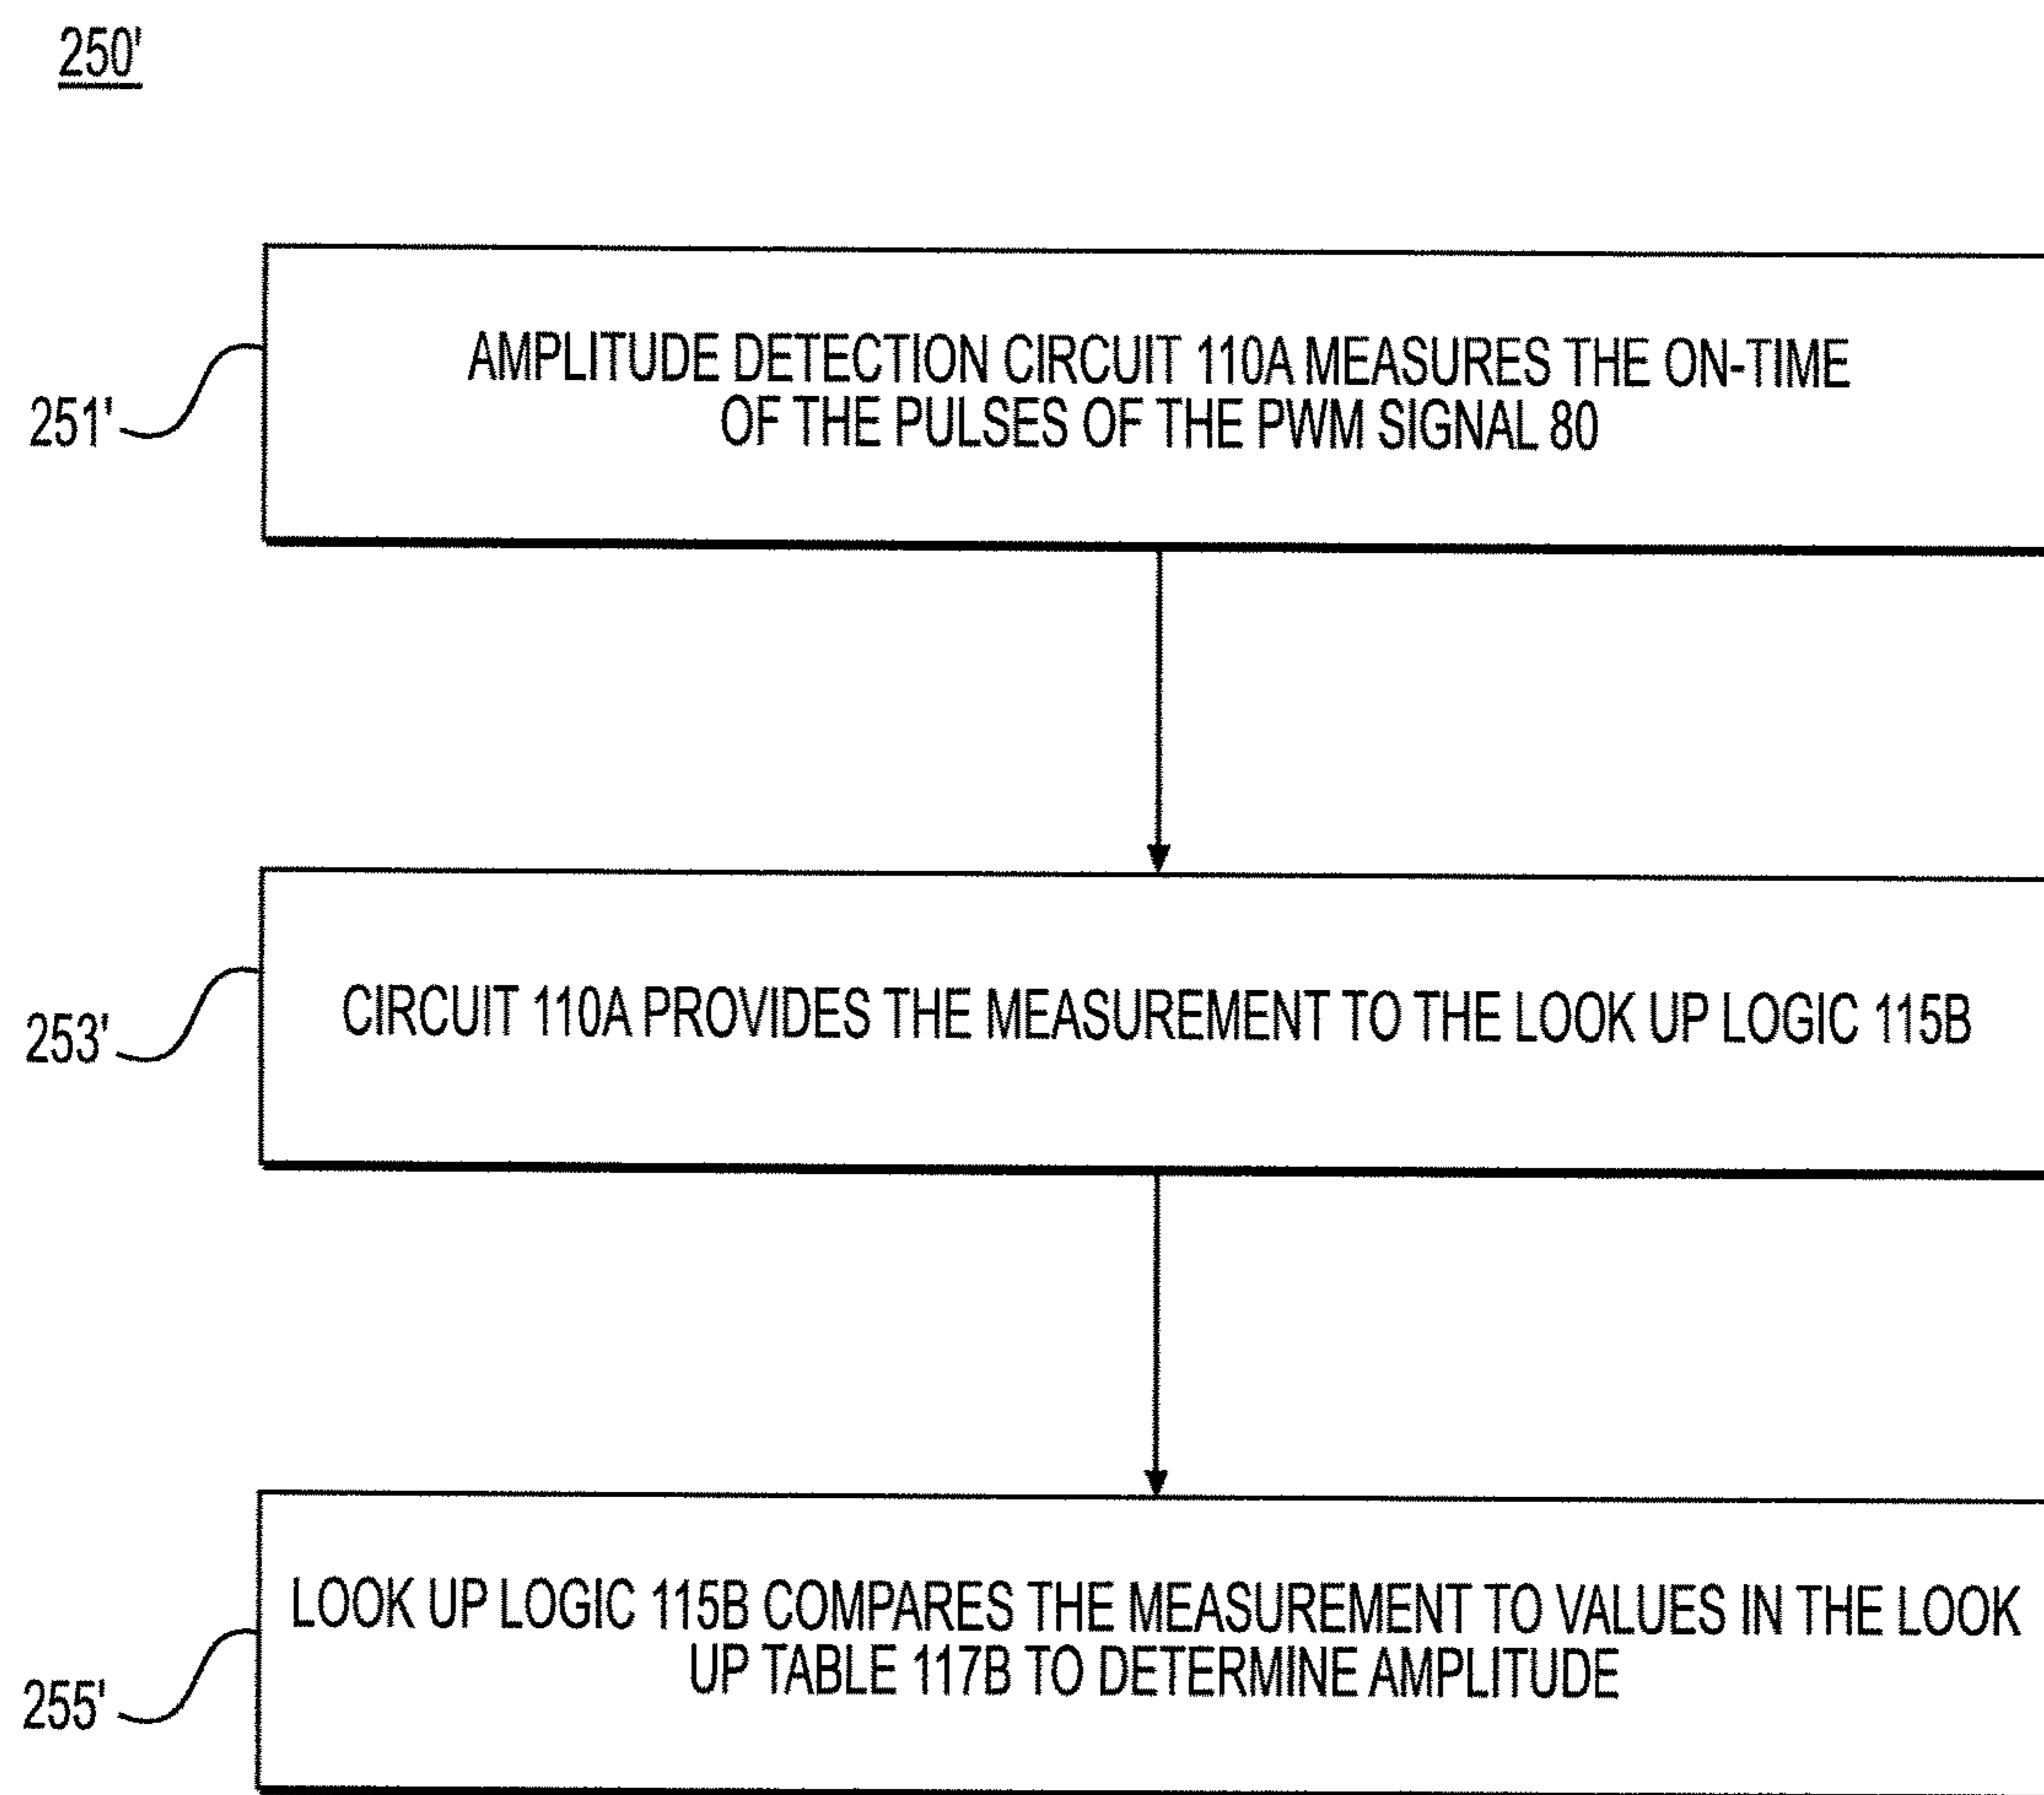 250'
AMPLITUDE DETECTION CIRCUIT 110A MEASURES THE ON-TIME
OF THE PULSES OF THE PWM SIGNAL 80
251'
CIRCUIT 110A PROVIDES THE MEASUREMENT TO THE LOOK UP LOGIC 115B
253'
LOOK UP LOGIC 115B COMPARES THE MEASUREMENT TO VALUES IN THE LOOK
UP TABLE 117B TO DETERMINE AMPLITUDE
255'